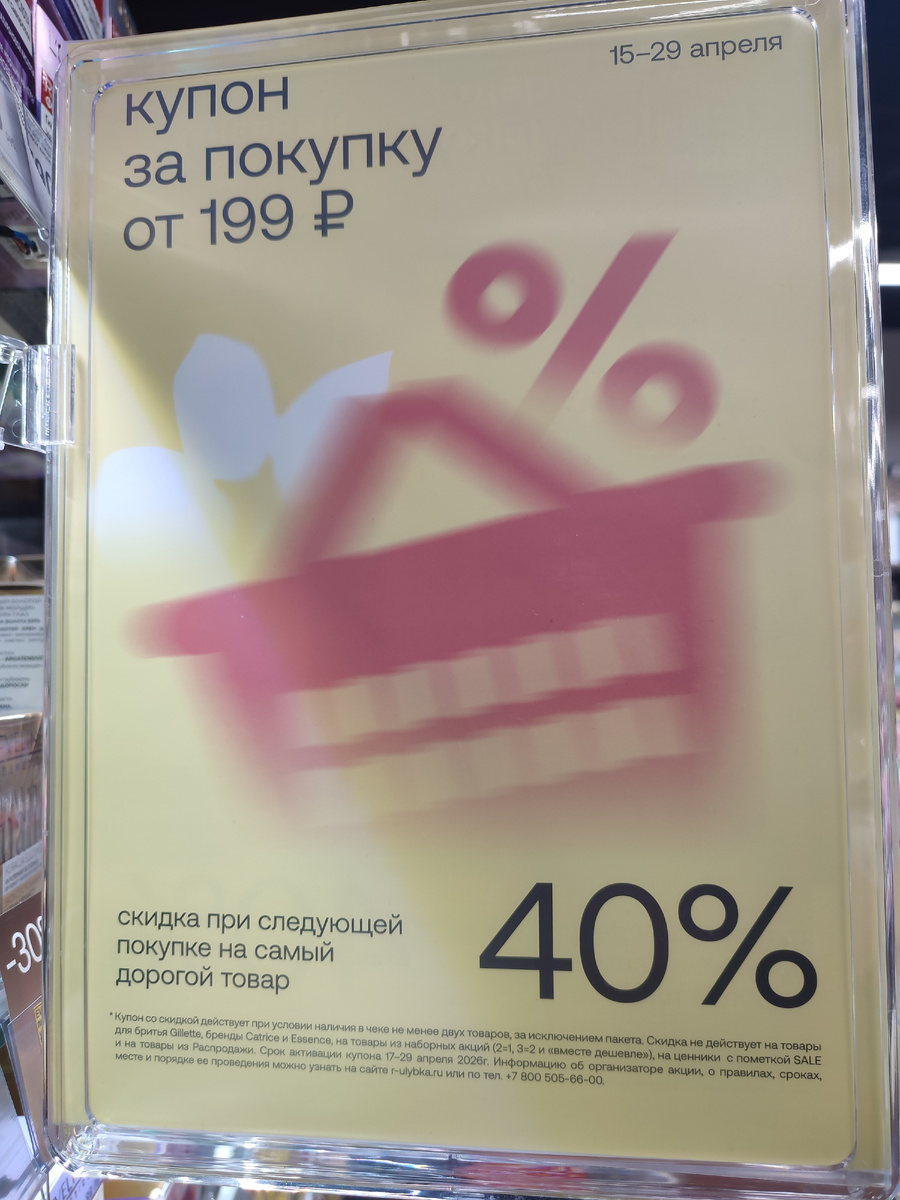 15–29 апреля
купон
за покупку
от 199 ₽
%
скидка при следующей
покупке на самый
дорогой товар
40%
* Купон со скидкой действует при условии наличия в чеке не менее двух товаров, за исключением пакета. Скидка не действует на товары
для бритья Gillette, бренды Catrice и Essence, на товары из наборных акций (2=1, 3=2 и «вместе дешевле»), на ценники с пометкой SALE
и на товары из Распродажи. Срок активации купона 17–29 апреля 2026г. Информацию об организаторе акции, о правилах, сроках,
месте и порядке ее проведения можно узнать на сайте r-ulybka.ru или по тел. +7 800 505-66-00.
-30